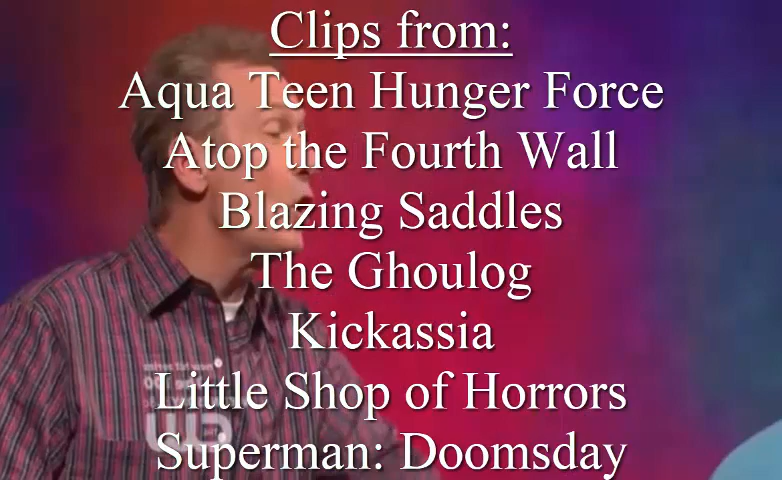 Clips from:
Aqua Teen Hunger Force
Atop the Fourth Wall
Blazing Saddles
The Ghoulog
Kickassia
Little Shop of Horrors
Superman: Doomsday